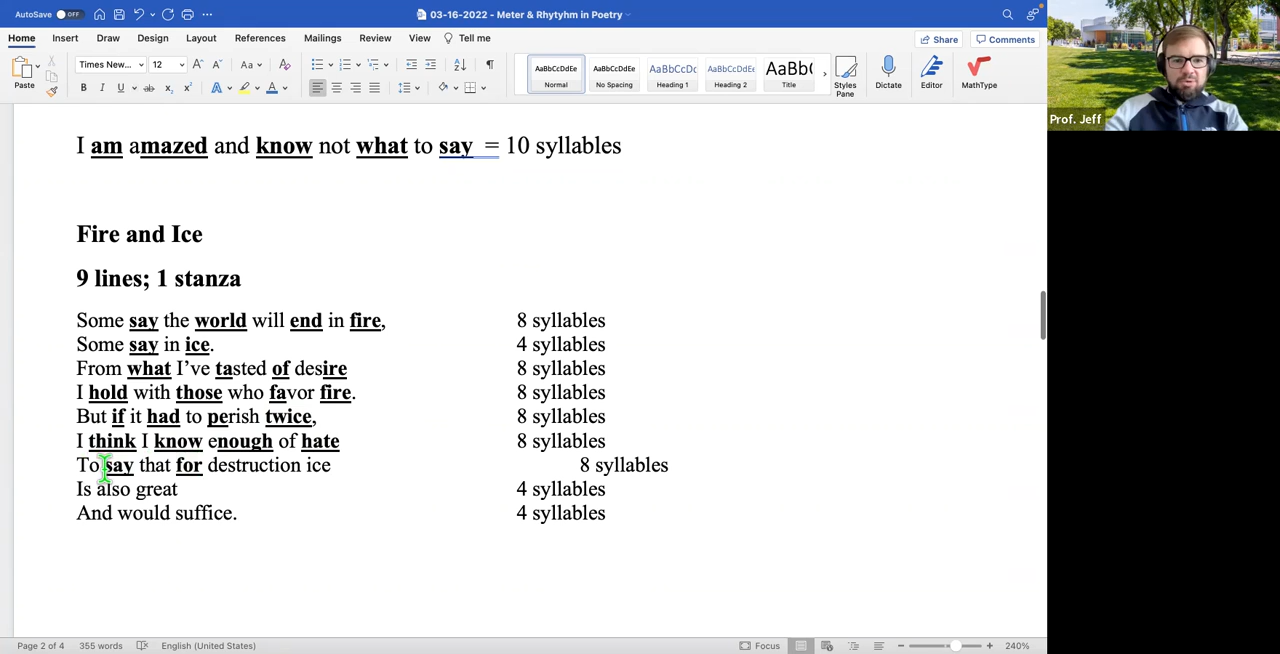 AutoSave OFF 03-16-2022 - Meter & Rhytyhm in Poetry
Home Insert Draw Design Layout References Mailings Review View Tell me Share Comments
Paste Times New... 12 Aa AaBbCcDdEe Normal AaBbCcDdEe No Spacing AaBbCcDc Heading 1 AaBbCcDdEe Heading 2 AaBb( Title Styles Pane Dictate Editor MathType
Prof. Jeff
I am amazed and know not what to say = 10 syllables
Fire and Ice
9 lines; 1 stanza
Some say the world will end in fire, 8 syllables
Some say in ice. 4 syllables
From what I've tasted of desire 8 syllables
I hold with those who favor fire. 8 syllables
But if it had to perish twice, 8 syllables
I think I know enough of hate 8 syllables
To say that for destruction ice 8 syllables
Is also great 4 syllables
And would suffice. 4 syllables
Page 2 of 4 355 words English (United States) Focus 240%